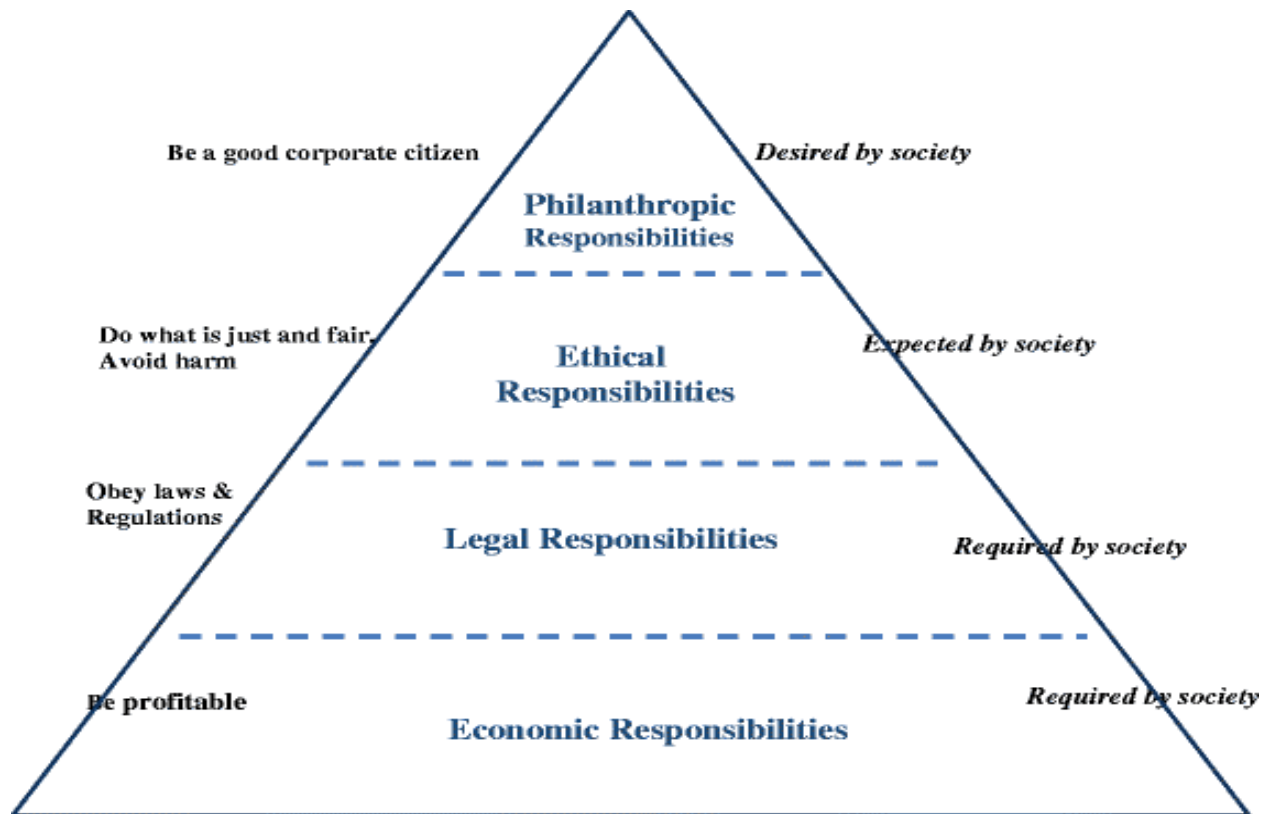 Be a good corporate citizen
Desired by society
Philanthropic
Responsibilities
Do what is just and fair,
Avoid harm
Expected by society
Ethical
Responsibilities
Obey laws &
Regulations
Legal Responsibilities
Required by society
Be profitable
Required by society
Economic Responsibilities